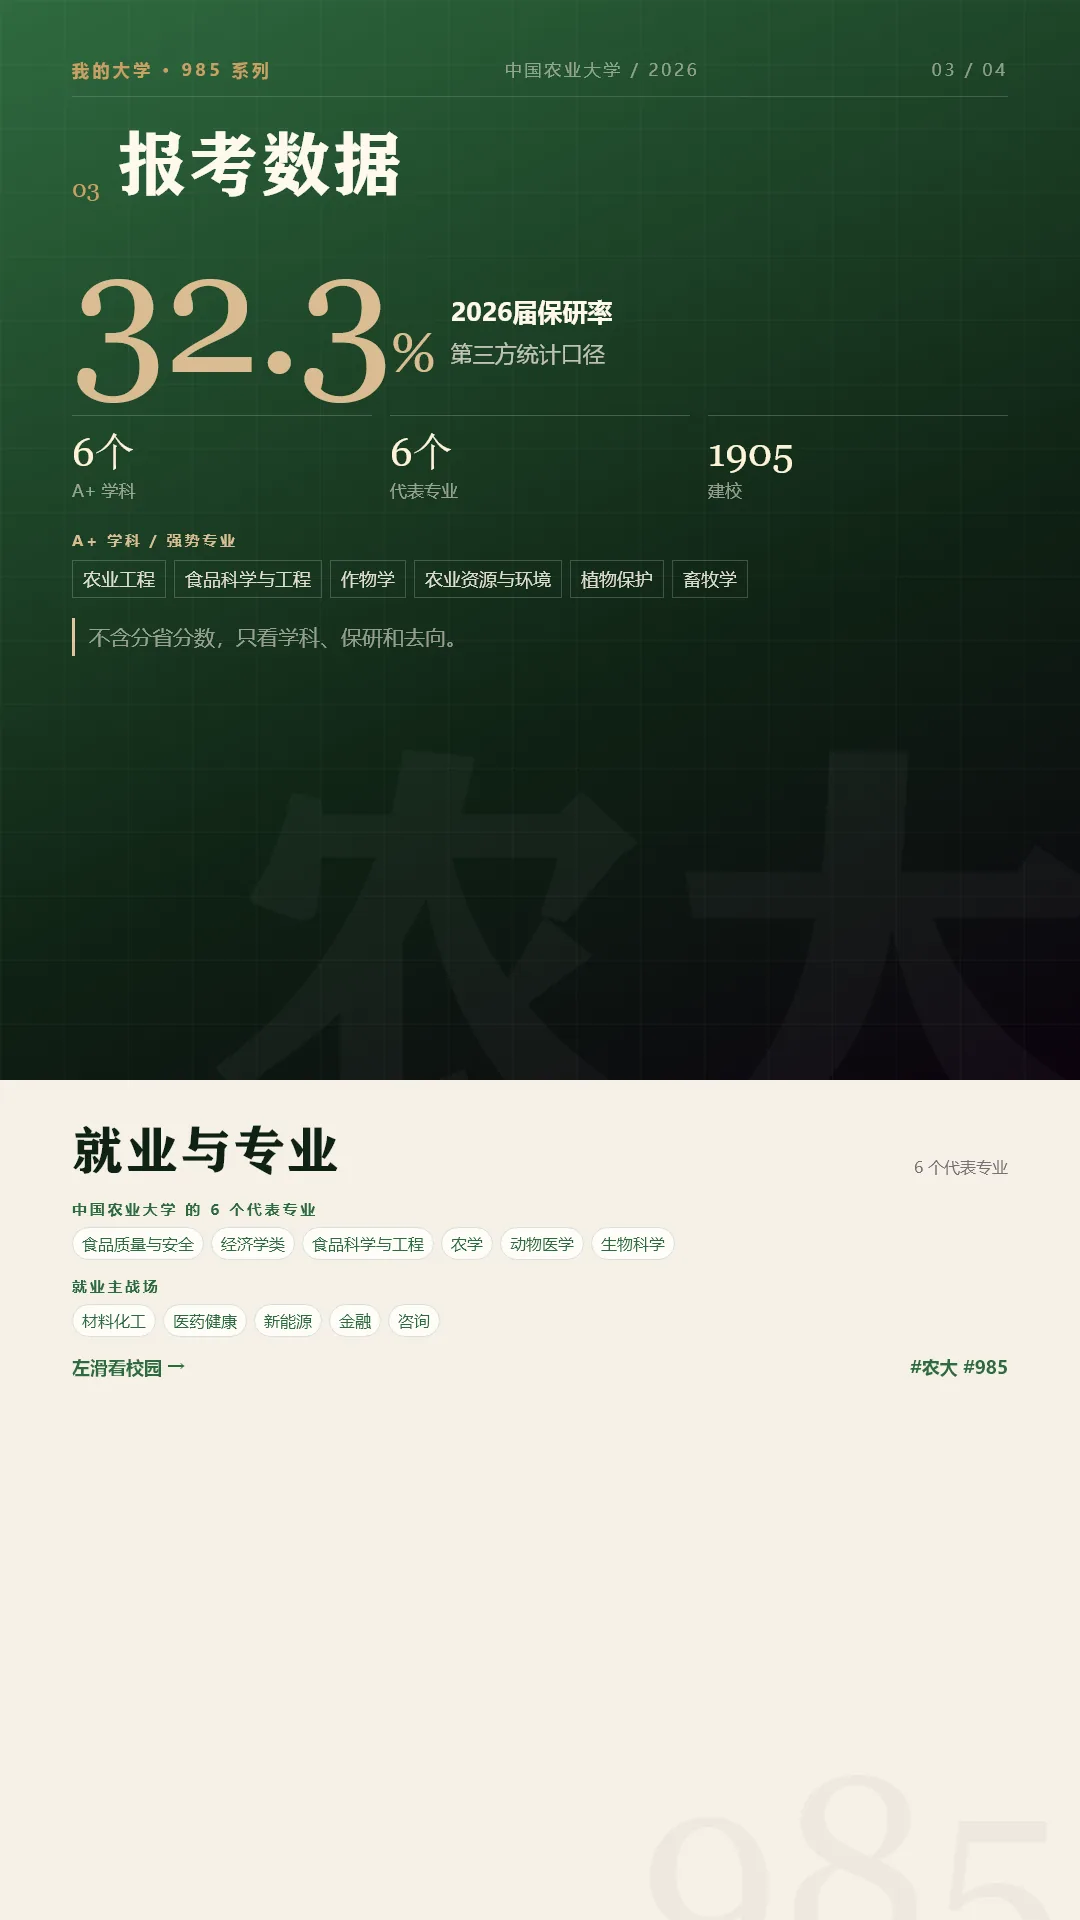 我的大学 • 985 系列
中国农业大学 / 2026
03 / 04
03 报考数据
32.3%
2026届保研率
第三方统计口径
6个
A+ 学科
6个
代表专业
1905
建校
A+ 学科 / 强势专业
农业工程 食品科学与工程 作物学 农业资源与环境 植物保护 畜牧学
不含分省分数，只看学科、保研和去向。
农大
就业与专业
6 个代表专业
中国农业大学 的 6 个代表专业
食品质量与安全 经济学类 食品科学与工程 农学 动物医学 生物科学
就业主战场
材料化工 医药健康 新能源 金融 咨询
左滑看校园 →
#农大 #985
985